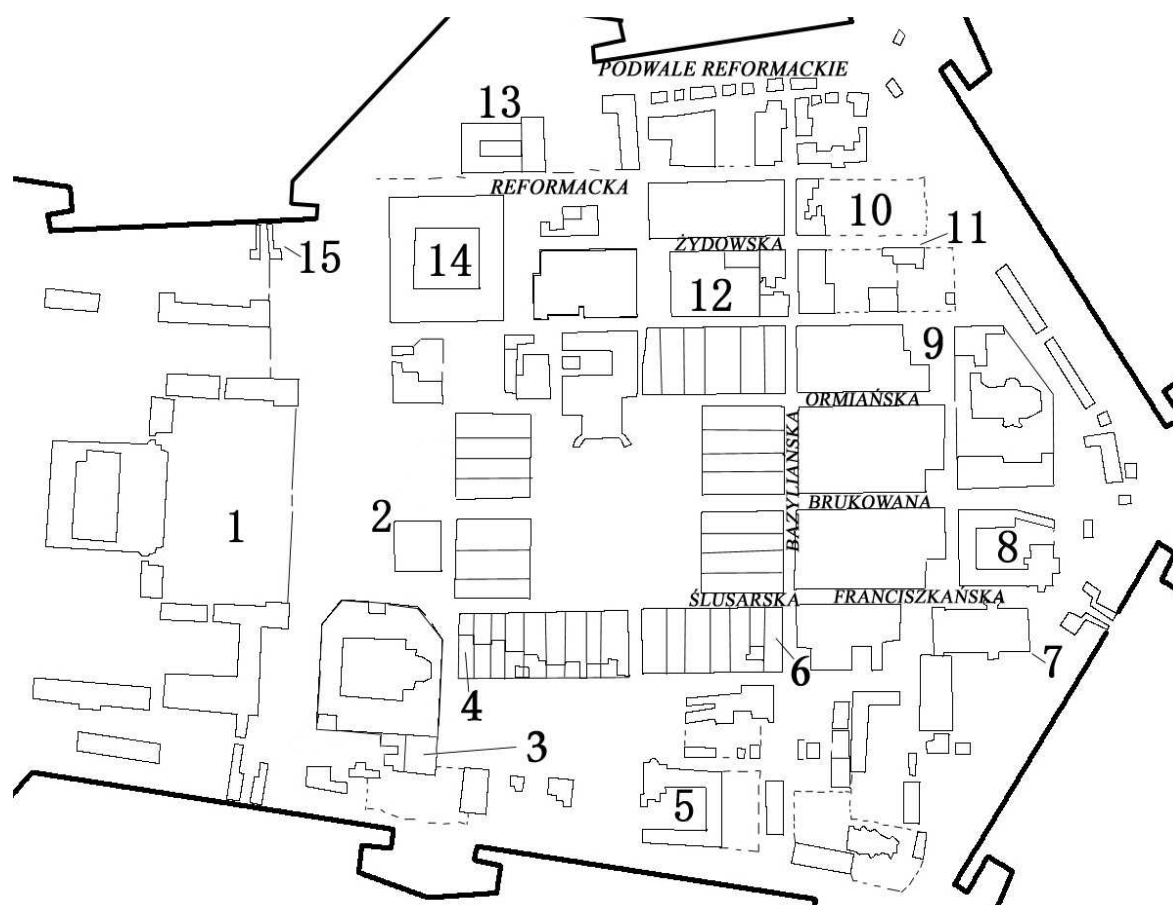 PODWALE REFORMACKIE
13
REFORMACKA
10
11
15
14
ŻYDOWSKA
12
9
ORMIAŃSKA
BAZYLIAŃSKA
1
2
BRUKOWANA
8
ŚLUSARSKA
FRANCISZKAŃSKA
6
7
4
3
5